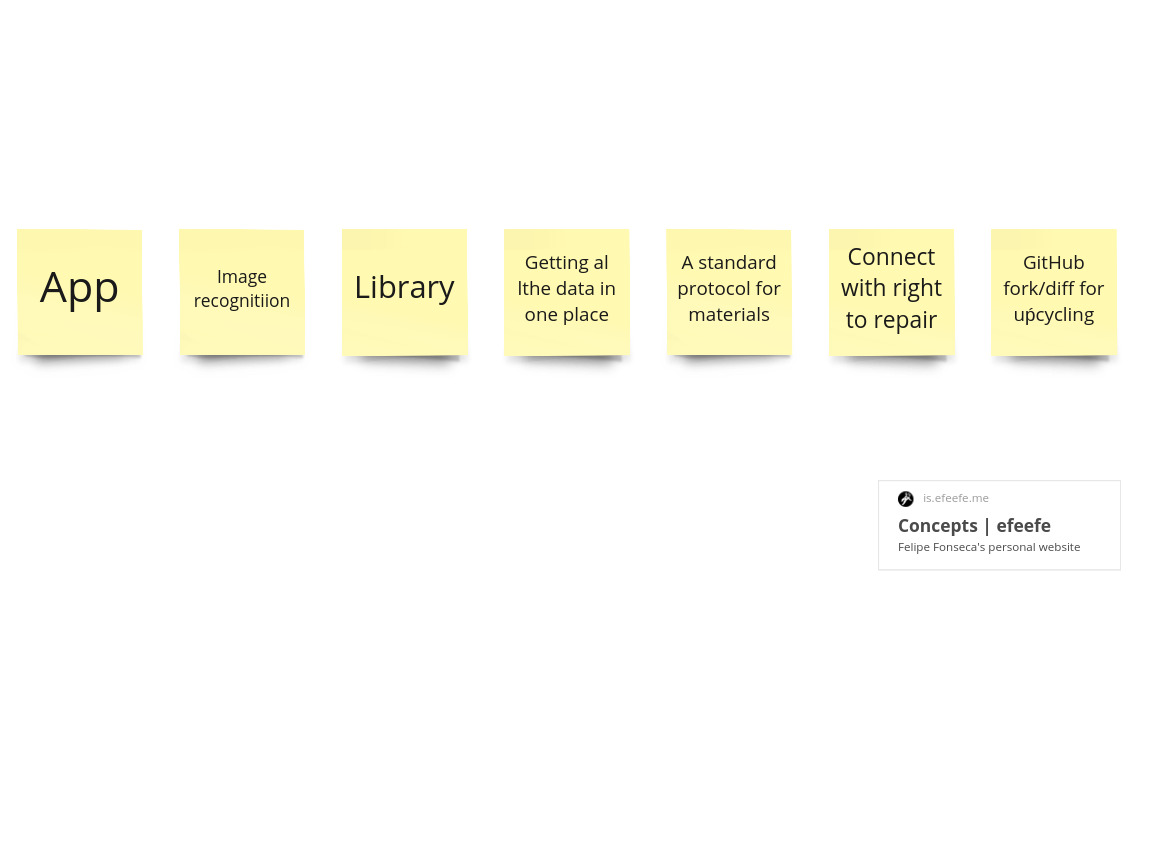 App
Image
recognitiion
Library
Getting al
lthe data in
one place
A standard
protocol for
materials
Connect
with right
to repair
GitHub
fork/diff for
uṕcycling
is.efeefe.me
Concepts | efeefe
Felipe Fonseca's personal website